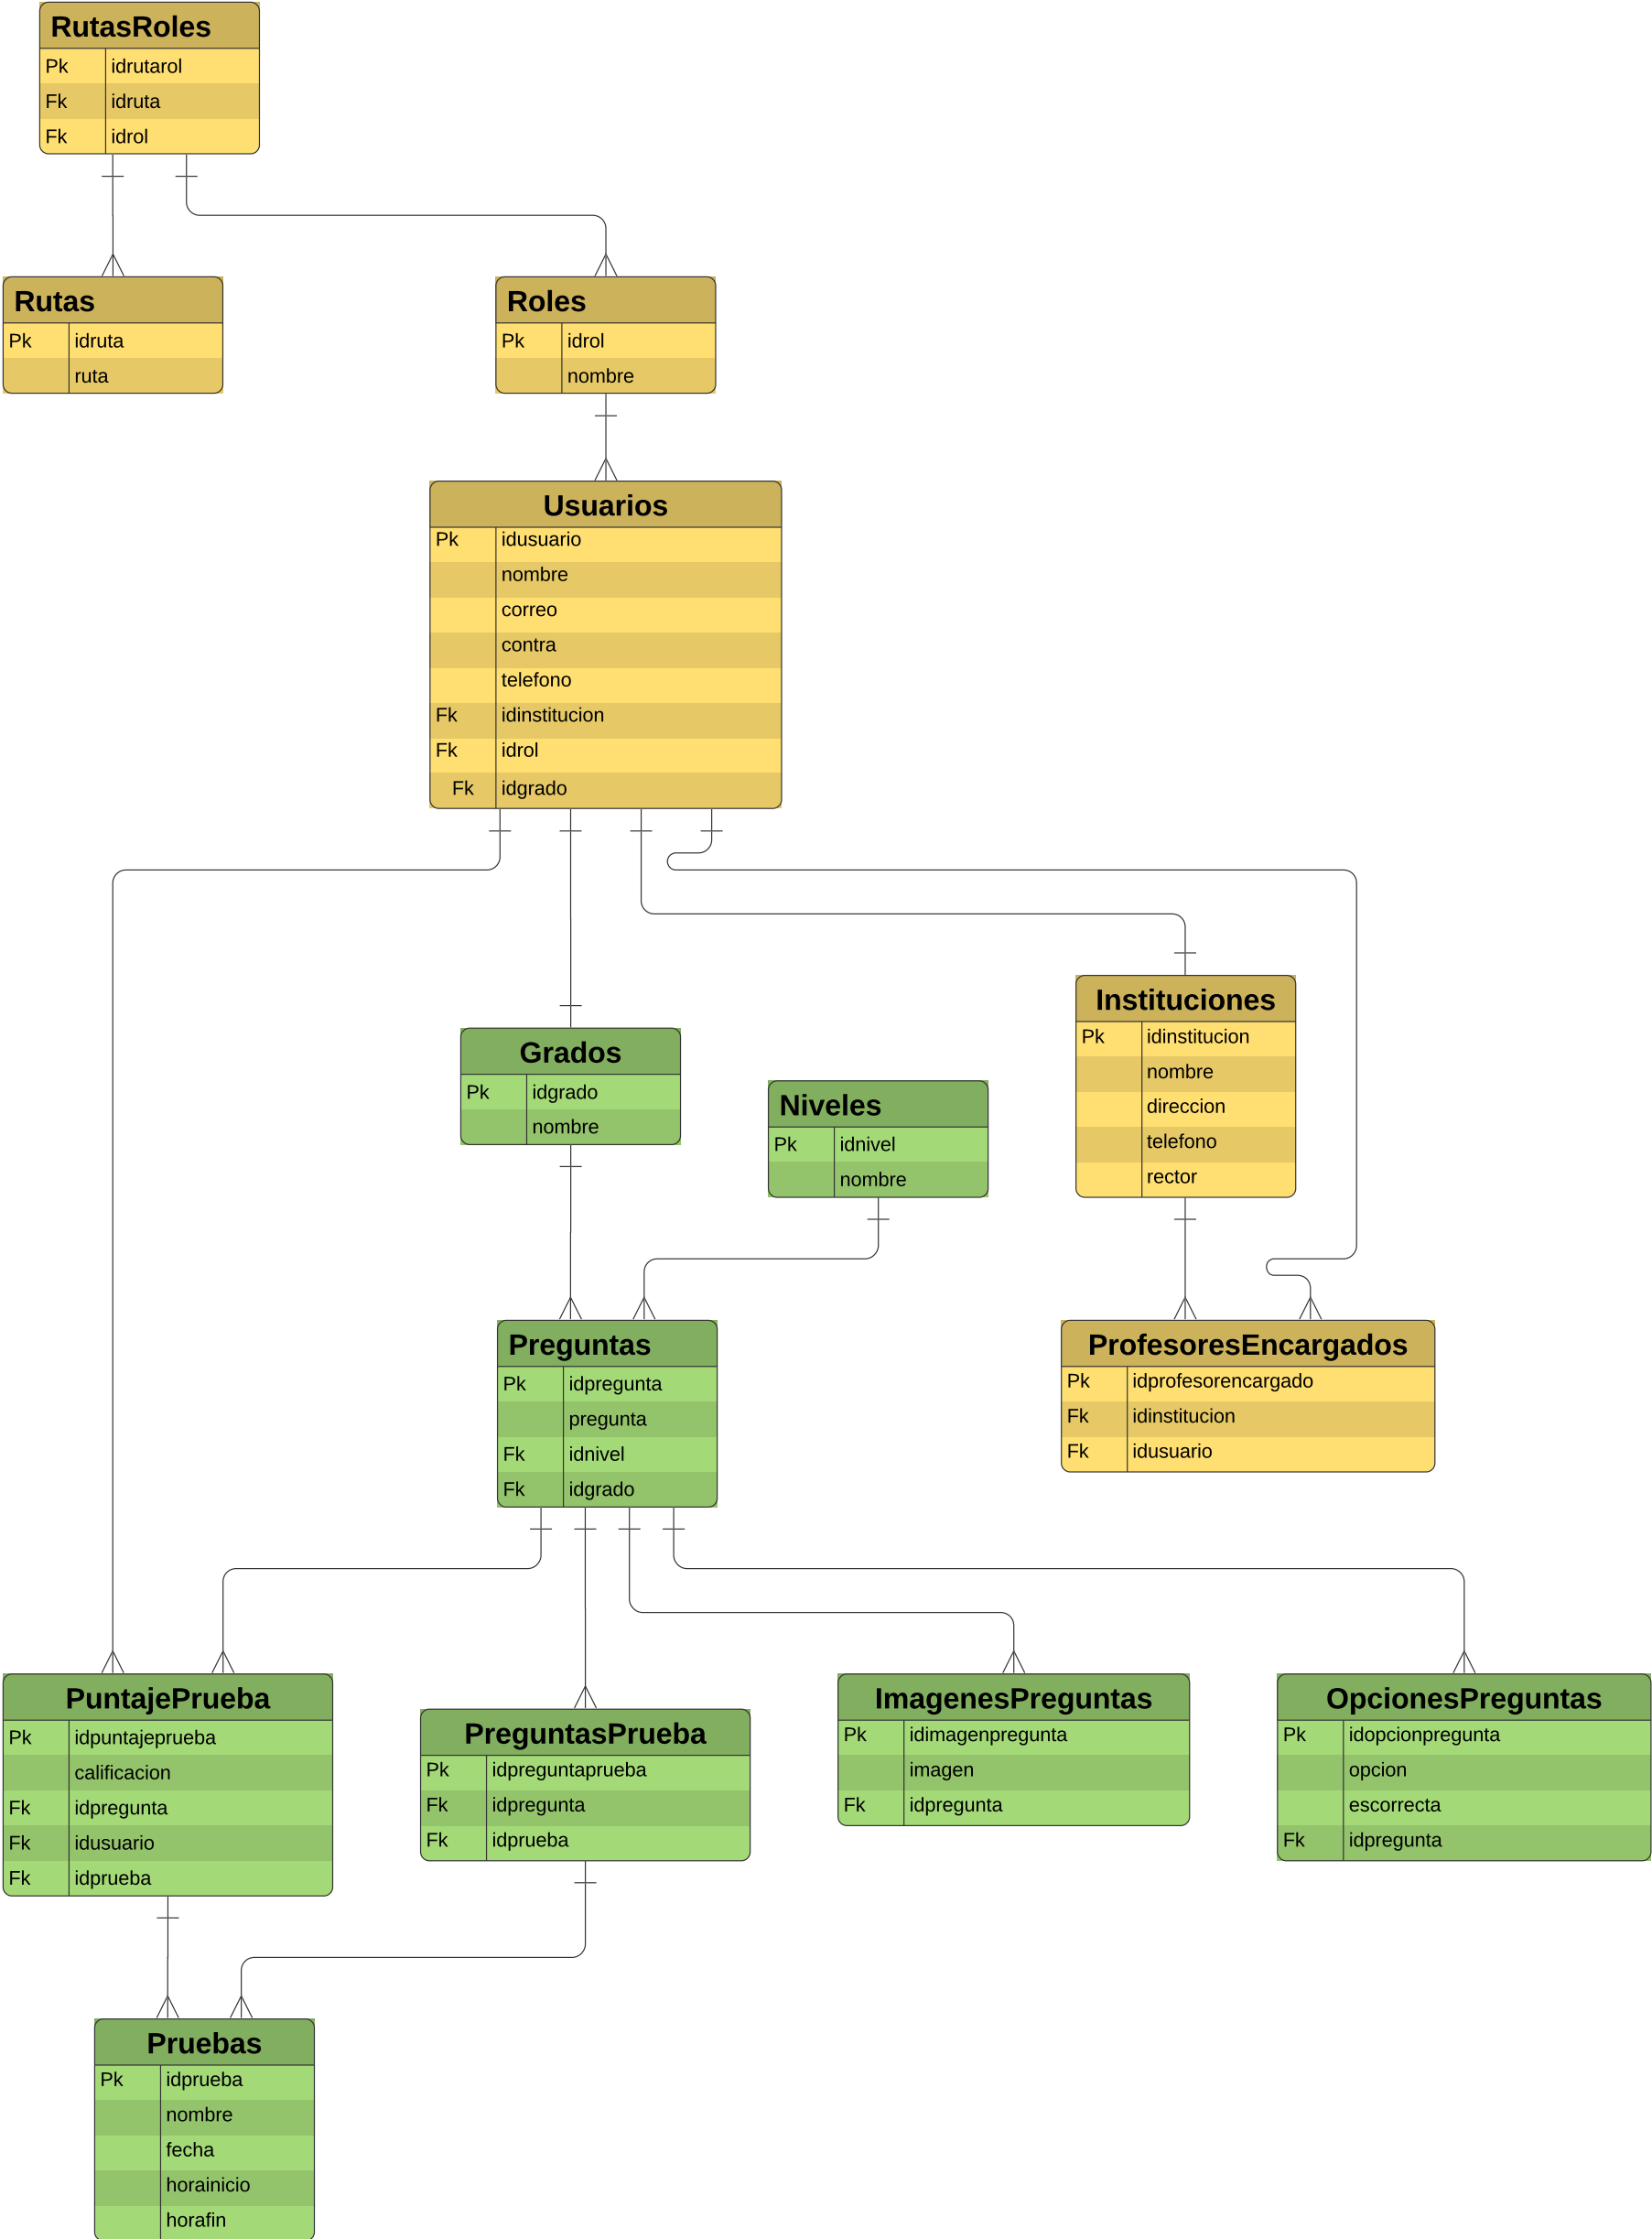 RutasRoles
Pk idrutarol
Fk idruta
Fk idrol
Rutas
Pk idruta
ruta
Roles
Pk idrol
nombre
Usuarios
Pk idusuario
nombre
correo
contra
telefono
Fk idinstitucion
Fk idrol
Fk idgrado
Instituciones
Pk idinstitucion
nombre
direccion
telefono
rector
Grados
Pk idgrado
nombre
Niveles
Pk idnivel
nombre
Preguntas
Pk idpregunta
pregunta
Fk idnivel
Fk idgrado
ProfesoresEncargados
Pk idprofesorencargado
Fk idinstitucion
Fk idusuario
PuntajePrueba
Pk idpuntajeprueba
calificacion
Fk idpregunta
Fk idusuario
Fk idprueba
PreguntasPrueba
Pk idpreguntaprueba
Fk idpregunta
Fk idprueba
ImagenesPreguntas
Pk idimagenpregunta
imagen
Fk idpregunta
OpcionesPreguntas
Pk idopcionpregunta
opcion
escorrecta
Fk idpregunta
Pruebas
Pk idprueba
nombre
fecha
horainicio
horafin